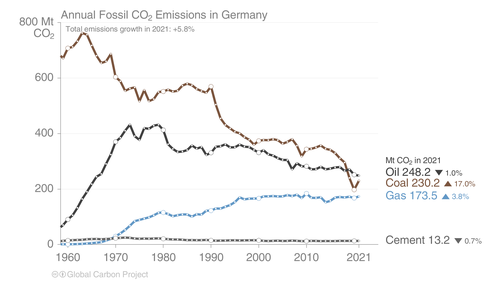 Annual Fossil CO₂ Emissions in Germany
800 Mt
CO₂
Total emissions growth in 2021: +5.8%
600
400
200
0
1960 1970 1980 1990 2000 2010 2021
Mt CO₂ in 2021
Oil 248.2 ▼ 1.0%
Coal 230.2 ▲ 17.0%
Gas 173.5 ▲ 3.8%
Cement 13.2 ▼ 0.7%
Global Carbon Project